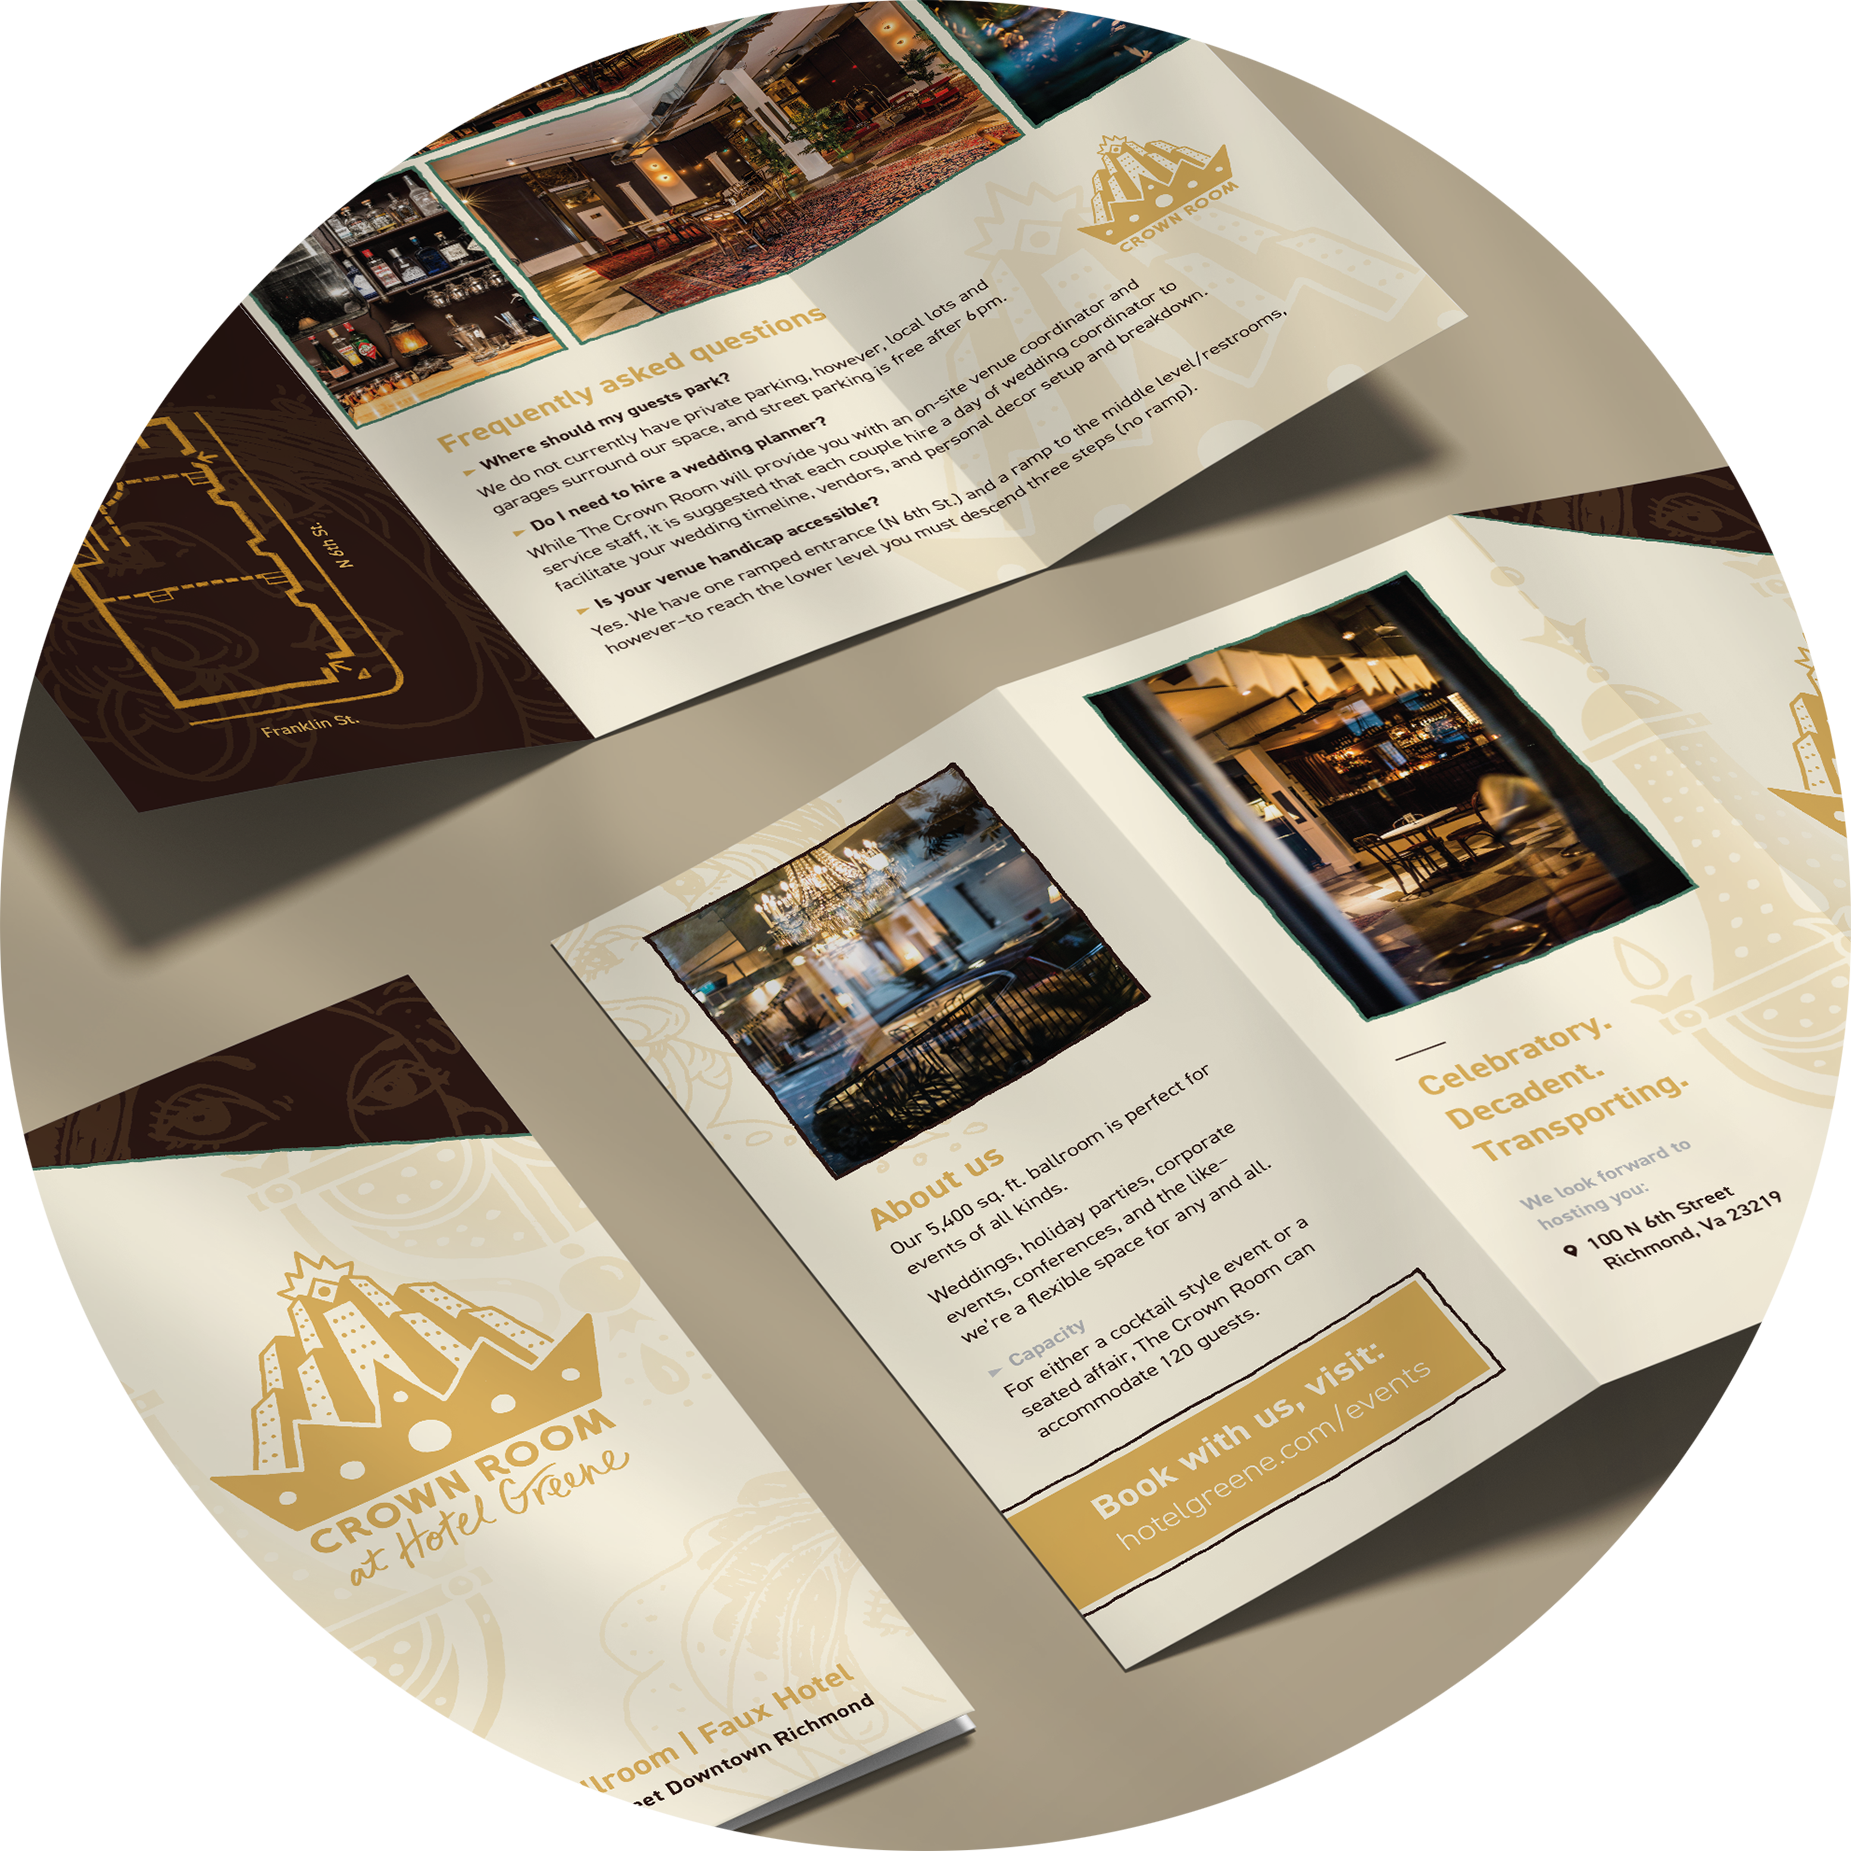 CROWN ROOM
Frequently asked questions
Where should my guests park?
We do not currently have private parking, however, local lots and
garages surround our space, and street parking is free after 6pm.
Do I need to hire a wedding planner?
While The Crown Room will provide you with an on-site venue coordinator and
service staff, it is suggested that each couple hire a day of wedding coordinator to
facilitate your wedding timeline, vendors, and personal decor setup and breakdown.
Is your venue handicap accessible?
Yes. We have one ramped entrance (N 6th St.) and a ramp to the middle level/restrooms,
however–to reach the lower level you must descend three steps (no ramp).
N 6th St.
Franklin St.
About us
Our 5,400 sq. ft. ballroom is perfect for
events of all kinds.
Weddings, holiday parties, corporate
events, conferences, and the like–
we're a flexible space for any and all.
Capacity
For either a cocktail style event or a
seated affair, The Crown Room can
accommodate 120 guests.
Book with us, visit:
hotelgreene.com/events
Celebratory.
Decadent.
Transporting.
We look forward to
hosting you:
100 N 6th Street
Richmond, Va 23219
CROWN ROOM
at Hotel Greene
llroom | Faux Hotel
Downtown Richmond